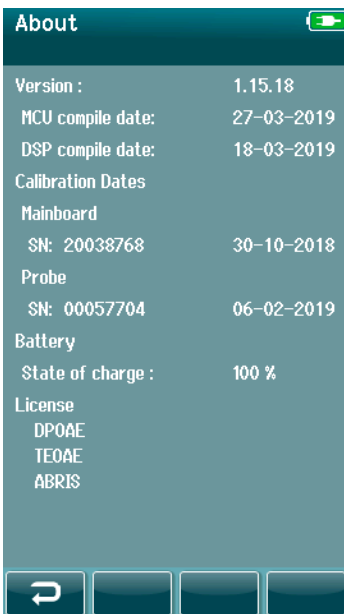 About
Version : 1.15.18
MCU compile date: 27-03-2019
DSP compile date: 18-03-2019
Calibration Dates
Mainboard
SN: 20038768 30-10-2018
Probe
SN: 00057704 06-02-2019
Battery
State of charge : 100 %
License
DPOAE
TEOAE
ABRIS